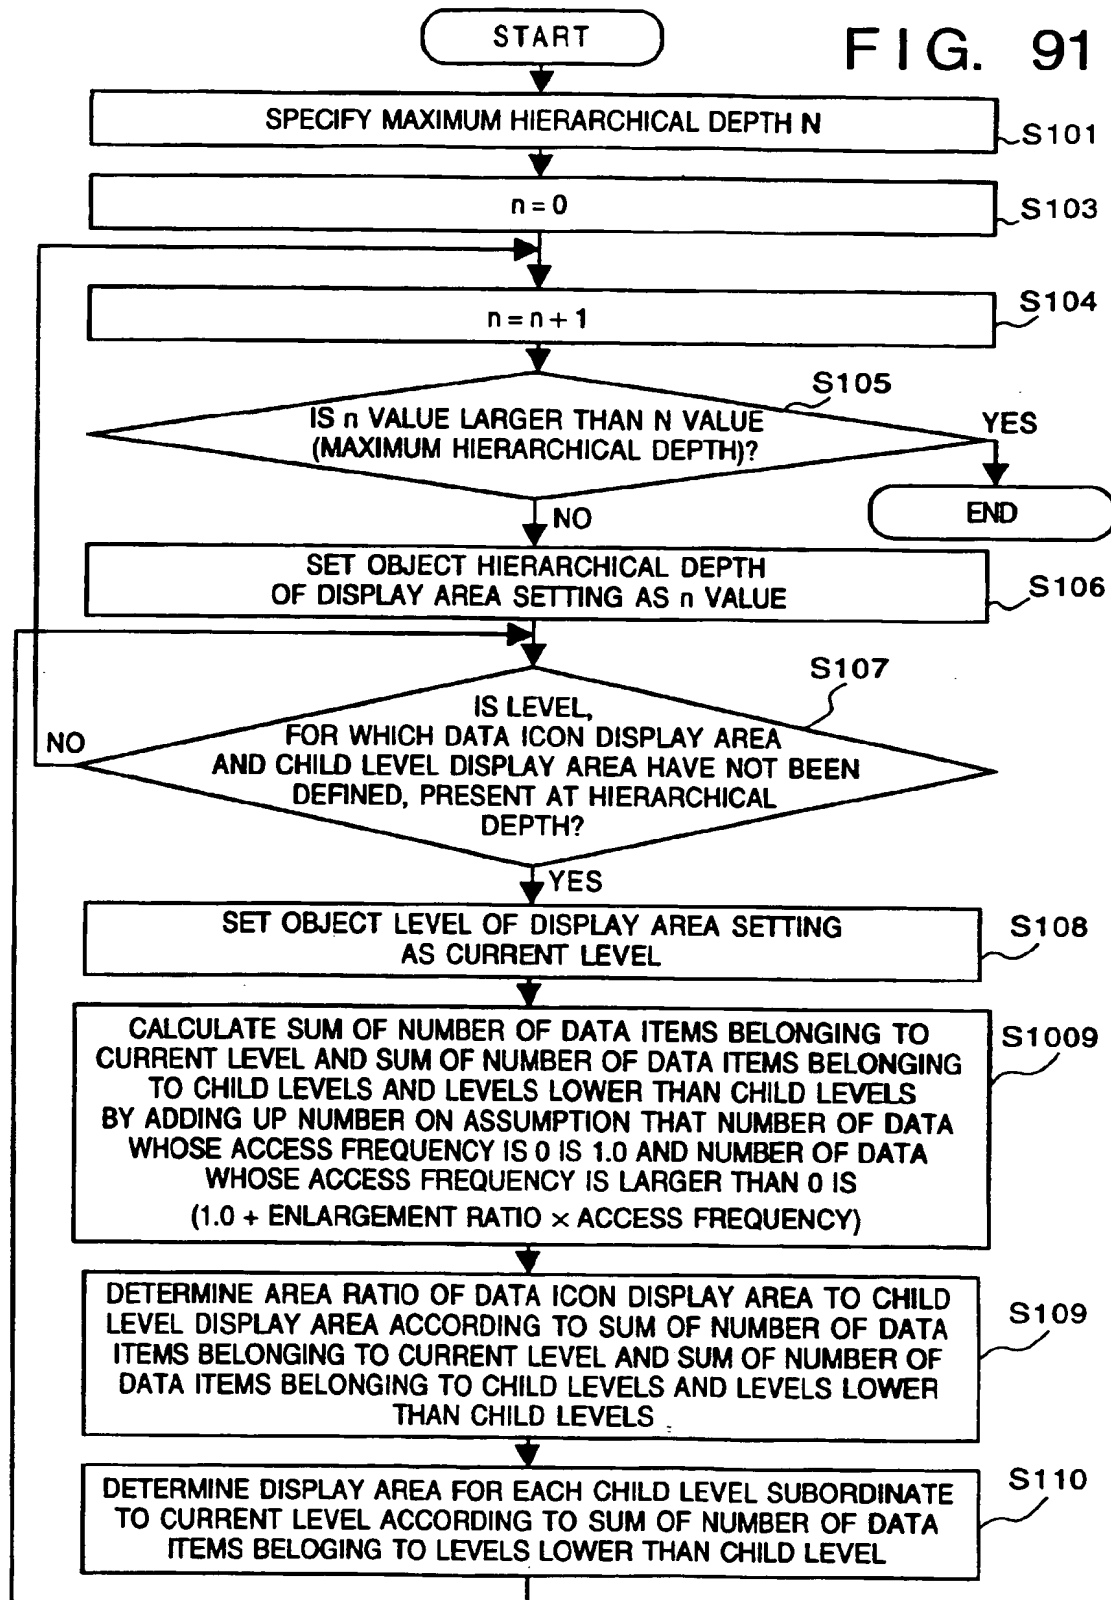 START
FIG. 91
SPECIFY MAXIMUM HIERARCHICAL DEPTH N
S101
n = 0
S103
n = n + 1
S104
S105
IS n VALUE LARGER THAN N VALUE
(MAXIMUM HIERARCHICAL DEPTH)?
YES
END
NO
SET OBJECT HIERARCHICAL DEPTH
OF DISPLAY AREA SETTING AS n VALUE
S106
S107
IS LEVEL,
FOR WHICH DATA ICON DISPLAY AREA
AND CHILD LEVEL DISPLAY AREA HAVE NOT BEEN
DEFINED, PRESENT AT HIERARCHICAL
DEPTH?
NO
YES
SET OBJECT LEVEL OF DISPLAY AREA SETTING
AS CURRENT LEVEL
S108
CALCULATE SUM OF NUMBER OF DATA ITEMS BELONGING TO
CURRENT LEVEL AND SUM OF NUMBER OF DATA ITEMS BELONGING
TO CHILD LEVELS AND LEVELS LOWER THAN CHILD LEVELS
BY ADDING UP NUMBER ON ASSUMPTION THAT NUMBER OF DATA
WHOSE ACCESS FREQUENCY IS 0 IS 1.0 AND NUMBER OF DATA
WHOSE ACCESS FREQUENCY IS LARGER THAN 0 IS
(1.0 + ENLARGEMENT RATIO × ACCESS FREQUENCY)
S1009
DETERMINE AREA RATIO OF DATA ICON DISPLAY AREA TO CHILD
LEVEL DISPLAY AREA ACCORDING TO SUM OF NUMBER OF DATA
ITEMS BELONGING TO CURRENT LEVEL AND SUM OF NUMBER OF
DATA ITEMS BELONGING TO CHILD LEVELS AND LEVELS LOWER
THAN CHILD LEVELS
S109
DETERMINE DISPLAY AREA FOR EACH CHILD LEVEL SUBORDINATE
TO CURRENT LEVEL ACCORDING TO SUM OF NUMBER OF DATA
ITEMS BELOGING TO LEVELS LOWER THAN CHILD LEVEL
S110